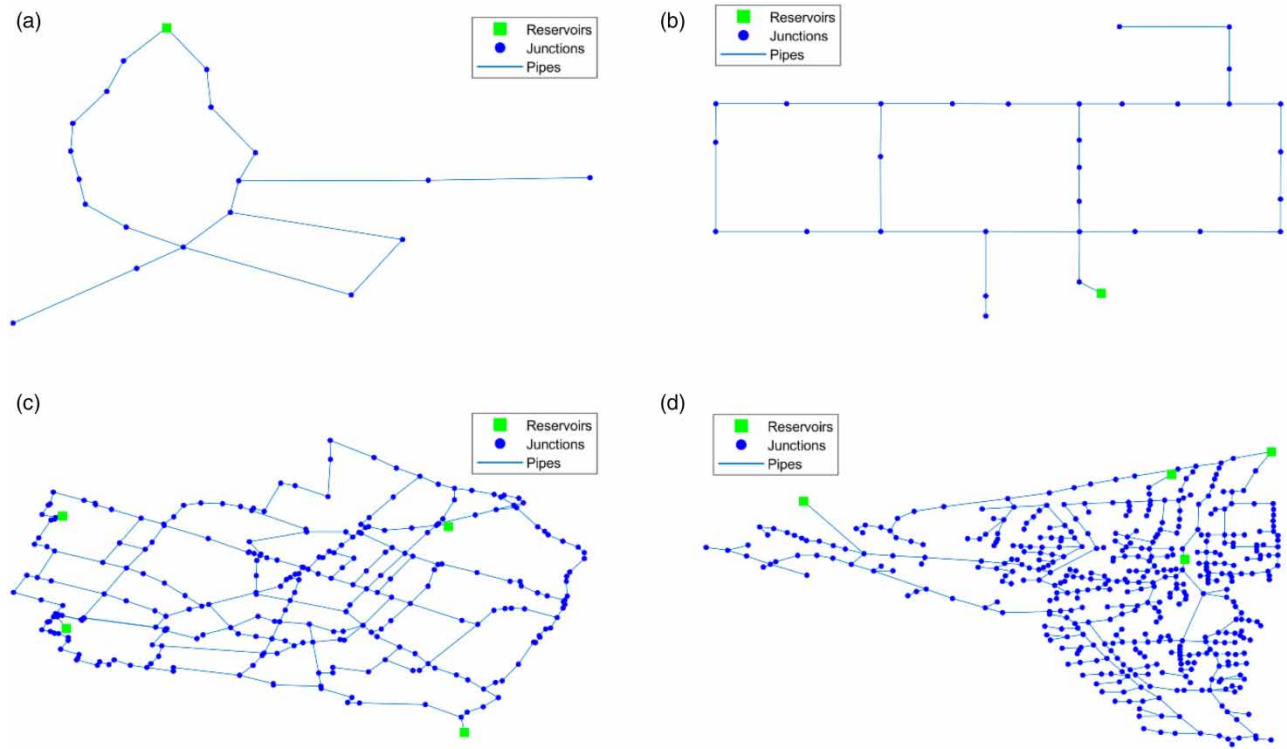 (a)
Reservoirs
Junctions
Pipes
(b)
Reservoirs
Junctions
Pipes
(c)
Reservoirs
Junctions
Pipes
(d)
Reservoirs
Junctions
Pipes